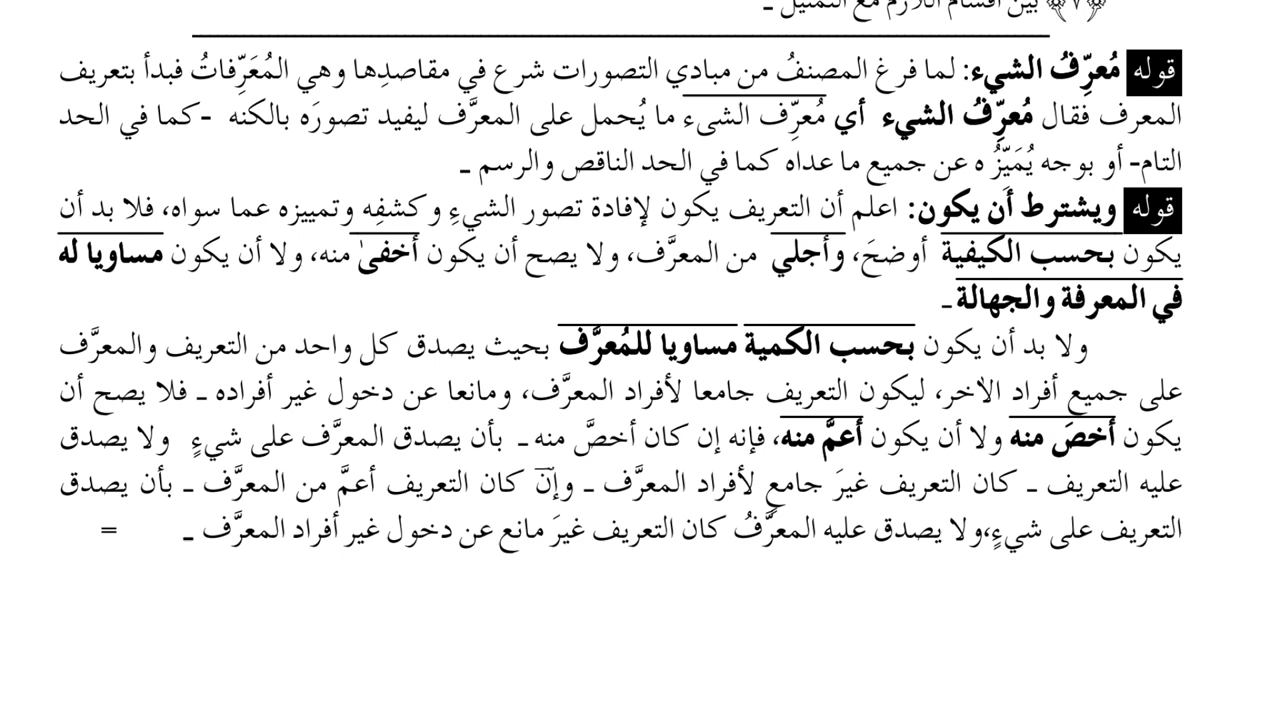 ﴿٧﴾ بين أقسام اللازم مع التمثيل ـ
قوله مُعرِّفُ الشيء: لما فرغ المصنفُ من مبادي التصورات شرع في مقاصدِها وهي المُعَرِّفاتُ فبدأ بتعريف
المعرف فقال مُعرِّفُ الشيء أي مُعرِّف الشىء ما يُحمل على المعرَّف ليفيد تصورَه بالكنه -كما في الحد
التام- أو بوجه يُمَيِّزُ ه عن جميع ما عداه كما في الحد الناقص والرسم ـ
قوله ويشترط أن يكون: اعلم أن التعريف يكون لإفادة تصور الشيءِ وكشفِه وتمييزه عما سواه، فلا بد أن
يكون بحسب الكيفية أوضحَ، وأجلي من المعرَّف، ولا يصح أن يكون أخفىٰ منه، ولا أن يكون مساويا له
في المعرفة والجهالة ـ
ولا بد أن يكون بحسب الكمية مساويا للمُعرَّف بحيث يصدق كل واحد من التعريف والمعرَّف
على جميع أفراد الأخر، ليكون التعريف جامعا لأفراد المعرَّف، ومانعا عن دخول غير أفراده ـ فلا يصح أن
يكون أخصَ منه ولا أن يكون أعمَّ منه، فإنه إن كان أخصَّ منه ـ بأن يصدق المعرَّف على شيءٍ ولا يصدق
عليه التعريف ـ كان التعريف غيرَ جامعٍ لأفراد المعرَّف ـ وإن كان التعريف أعمَّ من المعرَّف ـ بأن يصدق
التعريف على شيءٍ،ولا يصدق عليه المعرَّفُ كان التعريف غيرَ مانع عن دخول غير أفراد المعرَّف ـ =